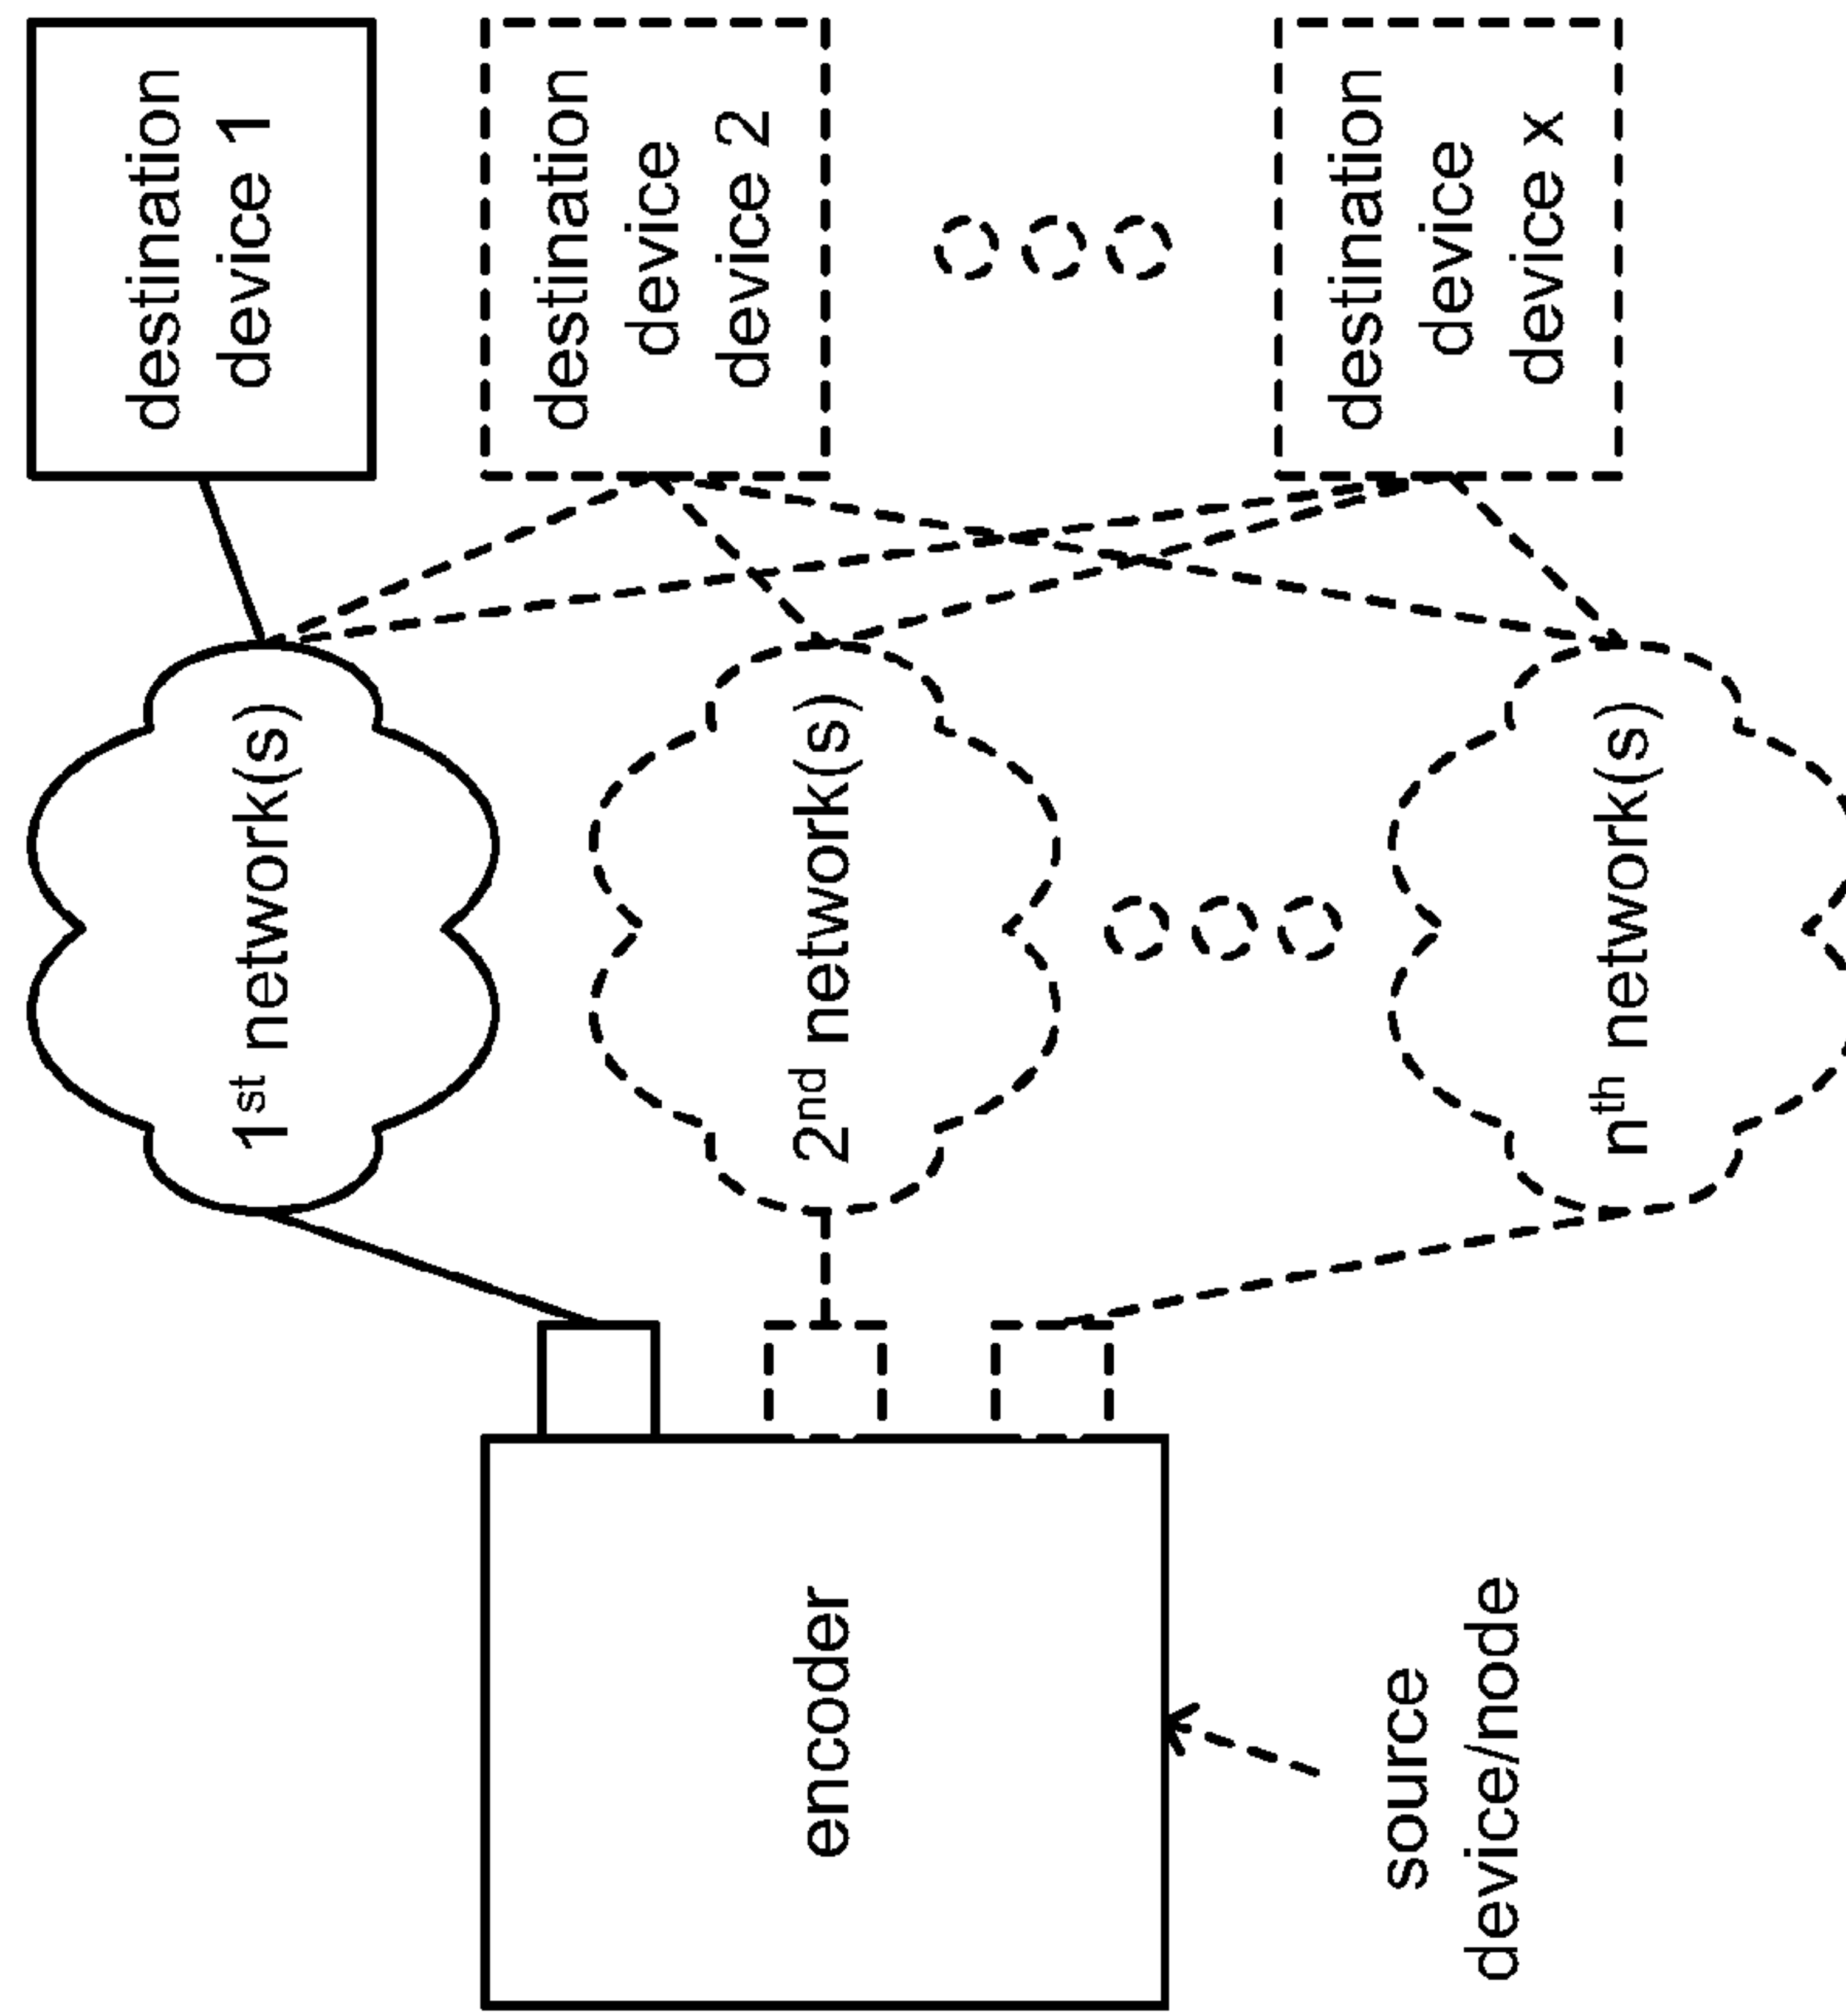 encoder
source
device/node
1st network(s)
2nd network(s)
nth network(s)
destination
device 1
destination
device
device 2
destination
device
device x